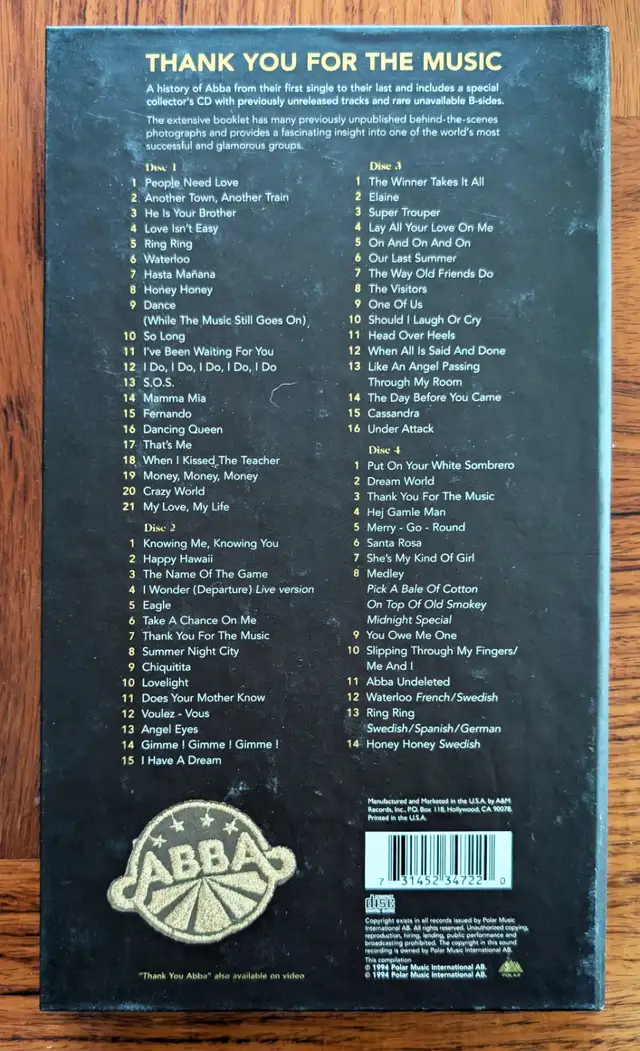 THANK YOU FOR THE MUSIC
A history of Abba from their first single to their last and includes a special
collector's CD with previously unreleased tracks and rare unavailable B-sides.
The extensive booklet has many previously unpublished behind-the-scenes
photographs and provides a fascinating insight into one of the world's most
successful and glamorous groups.
Disc 1
1 People Need Love
2 Another Town, Another Train
3 He Is Your Brother
4 Love Isn't Easy
5 Ring Ring
6 Waterloo
7 Hasta Mañana
8 Honey Honey
9 Dance
(While The Music Still Goes On)
10 So Long
11 I've Been Waiting For You
12 I Do, I Do, I Do, I Do, I Do
13 S.O.S.
14 Mamma Mia
15 Fernando
16 Dancing Queen
17 That's Me
18 When I Kissed The Teacher
19 Money, Money, Money
20 Crazy World
21 My Love, My Life
Disc 2
1 Knowing Me, Knowing You
2 Happy Hawaii
3 The Name Of The Game
4 I Wonder (Departure) Live version
5 Eagle
6 Take A Chance On Me
7 Thank You For The Music
8 Summer Night City
9 Chiquitita
10 Lovelight
11 Does Your Mother Know
12 Voulez - Vous
13 Angel Eyes
14 Gimme ! Gimme ! Gimme !
15 I Have A Dream
Disc 3
1 The Winner Takes It All
2 Elaine
3 Super Trouper
4 Lay All Your Love On Me
5 On And On And On
6 Our Last Summer
7 The Way Old Friends Do
8 The Visitors
9 One Of Us
10 Should I Laugh Or Cry
11 Head Over Heels
12 When All Is Said And Done
13 Like An Angel Passing
Through My Room
14 The Day Before You Came
15 Cassandra
16 Under Attack
Disc 4
1 Put On Your White Sombrero
2 Dream World
3 Thank You For The Music
4 Hej Gamle Man
5 Merry - Go - Round
6 Santa Rosa
7 She's My Kind Of Girl
8 Medley
Pick A Bale Of Cotton
On Top Of Old Smokey
Midnight Special
9 You Owe Me One
10 Slipping Through My Fingers/
Me And I
11 Abba Undeleted
12 Waterloo French/Swedish
13 Ring Ring
Swedish/Spanish/German
14 Honey Honey Swedish
ABBA
"Thank You Abba" also available on video
Manufactured and Marketed in the U.S.A. by A&M
Records, Inc., P.O. Box 118, Hollywood, CA 90078.
Printed in the U.S.A.
7 31452 34722 0
COMPACT
disc
DIGITAL AUDIO
Copyright exists in all records issued by Polar Music
International AB. All rights reserved. Unauthorized copying,
reproduction, hiring, lending, public performance and
broadcasting prohibited. The copyright in this sound
recording is owned by Polar Music International AB.
This compilation
℗ 1994 Polar Music International AB.
© 1994 Polar Music International AB.
POLAR